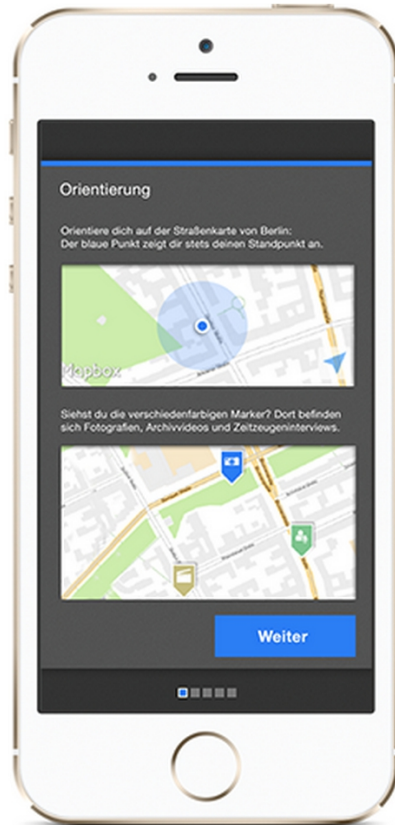 Orientierung
Orientiere dich auf der Straßenkarte von Berlin:
Der blaue Punkt zeigt dir stets deinen Standpunkt an.
Mapbox
Siehst du die verschiedenfarbigen Marker? Dort befinden
sich Fotografien, Archivvideos und Zeitzeugeninterviews.
Weiter